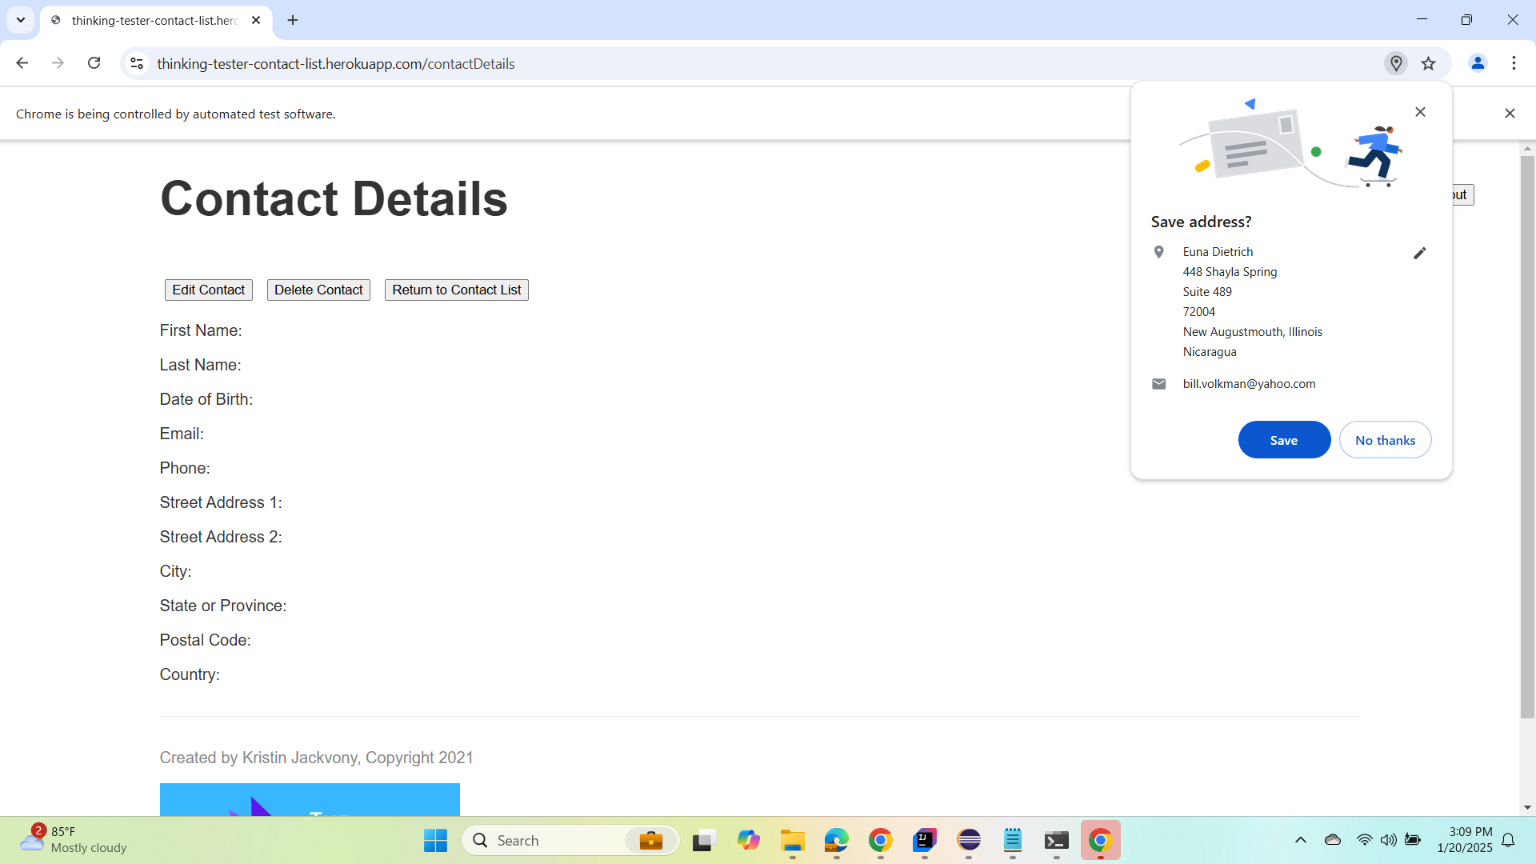 thinking-tester-contact-list.herc
thinking-tester-contact-list.herokuapp.com/contactDetails
Chrome is being controlled by automated test software.
Contact Details
out
Save address?
Euna Dietrich
448 Shayla Spring
Suite 489
72004
New Augustmouth, Illinois
Nicaragua
bill.volkman@yahoo.com
Save No thanks
Edit Contact Delete Contact Return to Contact List
First Name:
Last Name:
Date of Birth:
Email:
Phone:
Street Address 1:
Street Address 2:
City:
State or Province:
Postal Code:
Country:
Created by Kristin Jackvony, Copyright 2021
2
85°F
Mostly cloudy
Search
3:09 PM
1/20/2025